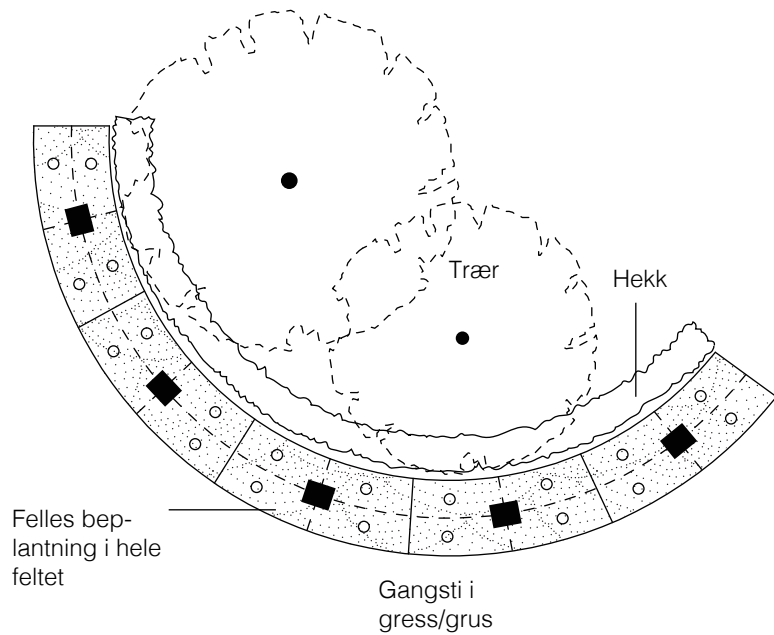 Trær
Hekk
Felles bep-
lantning i hele
feltet
Gangsti i
gress/grus